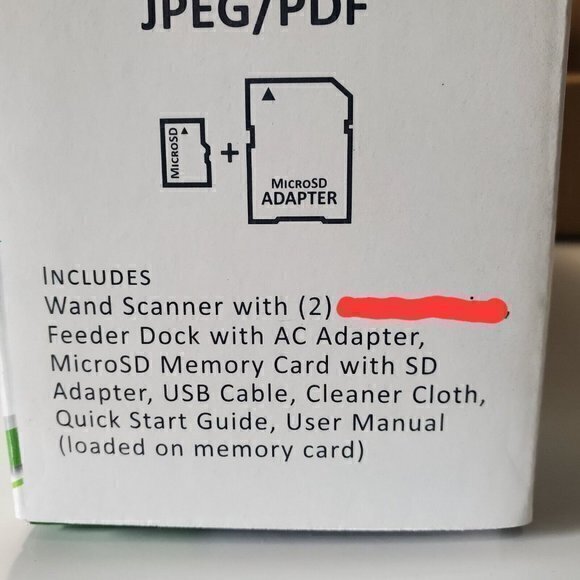 JPEG/PDF
MICROSD
+
MICROSD
ADAPTER
INCLUDES
Wand Scanner with (2)
Feeder Dock with AC Adapter,
MicroSD Memory Card with SD
Adapter, USB Cable, Cleaner Cloth,
Quick Start Guide, User Manual
(loaded on memory card)